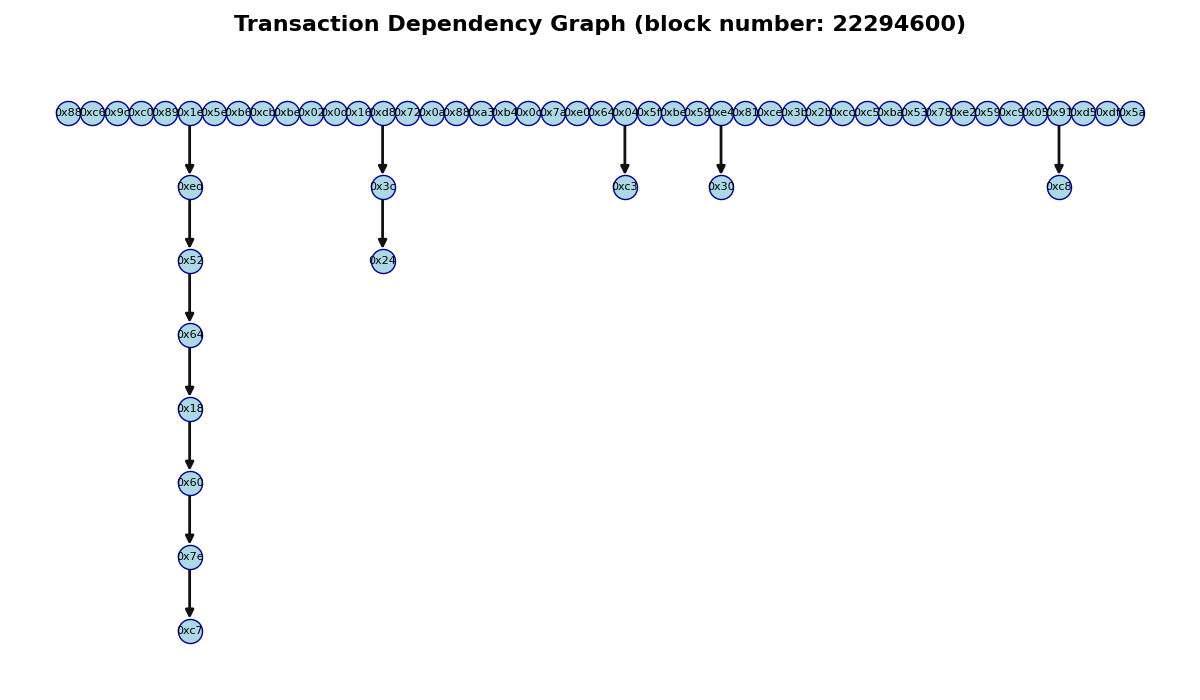 Transaction Dependency Graph (block number: 22294600)
0x88 0xc6 0x9c 0xc0 0x89 0x1e 0x5e 0xb6 0xcb 0xbe 0x02 0x0c 0x16 0xd8 0x72 0x0a 0x88 0xa3 0xb4 0x0c 0x7a 0xe0 0x64 0x04 0x5f 0xbe 0x58 0xe4 0x81 0xce 0x3b 0x2b 0xcc 0xc5 0xba 0x53 0x78 0xe2 0x59 0xc9 0x05 0x91 0xd5 0xdf 0x5a
0xed 0x3c 0xc3 0x30 0xc8
0x52 0x24
0x64
0x18
0x60
0x7e
0xc7